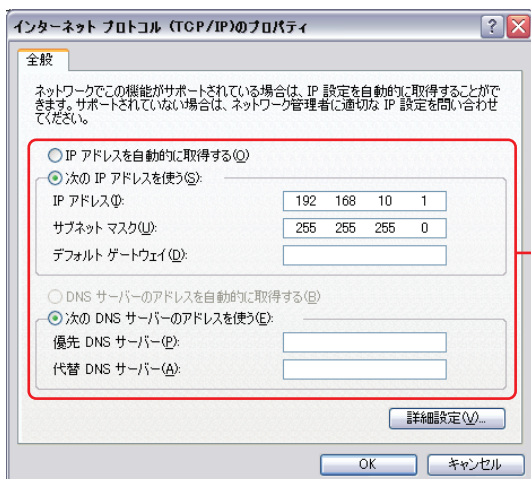 インターネット プロトコル (TCP/IP)のプロパティ
全般
ネットワークでこの機能がサポートされている場合は、IP 設定を自動的に取得することがで
きます。サポートされていない場合は、ネットワーク管理者に適切な IP 設定を問い合わせ
てください。
IP アドレスを自動的に取得する(O)
次の IP アドレスを使う(S):
IP アドレス(I): 192 168 10 1
サブネット マスク(U): 255 255 255 0
デフォルト ゲートウェイ(D):
DNS サーバーのアドレスを自動的に取得する(B)
次の DNS サーバーのアドレスを使う(E):
優先 DNS サーバー(P):
代替 DNS サーバー(A):
詳細設定(V)...
OK キャンセル